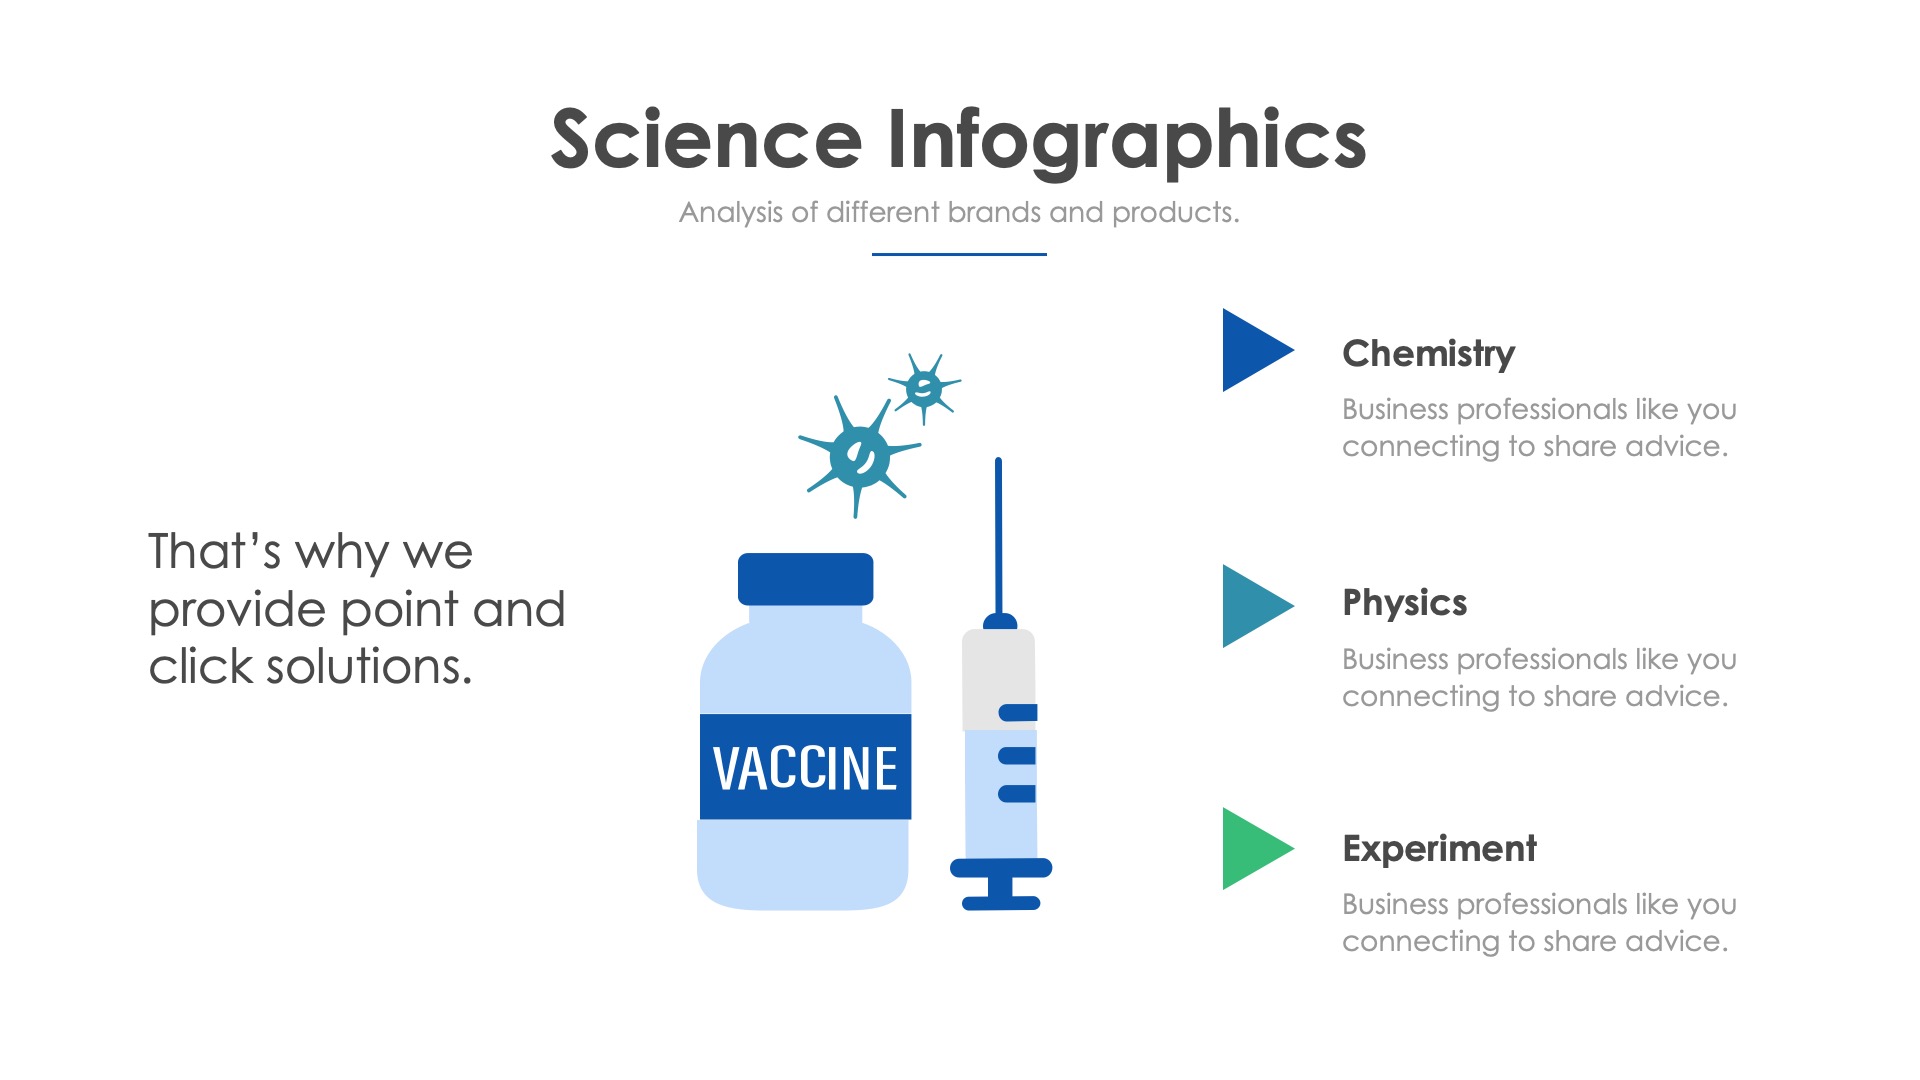 Science Infographics
Analysis of different brands and products.
That’s why we
provide point and
click solutions.
VACCINE
Chemistry
Business professionals like you
connecting to share advice.
Physics
Business professionals like you
connecting to share advice.
Experiment
Business professionals like you
connecting to share advice.